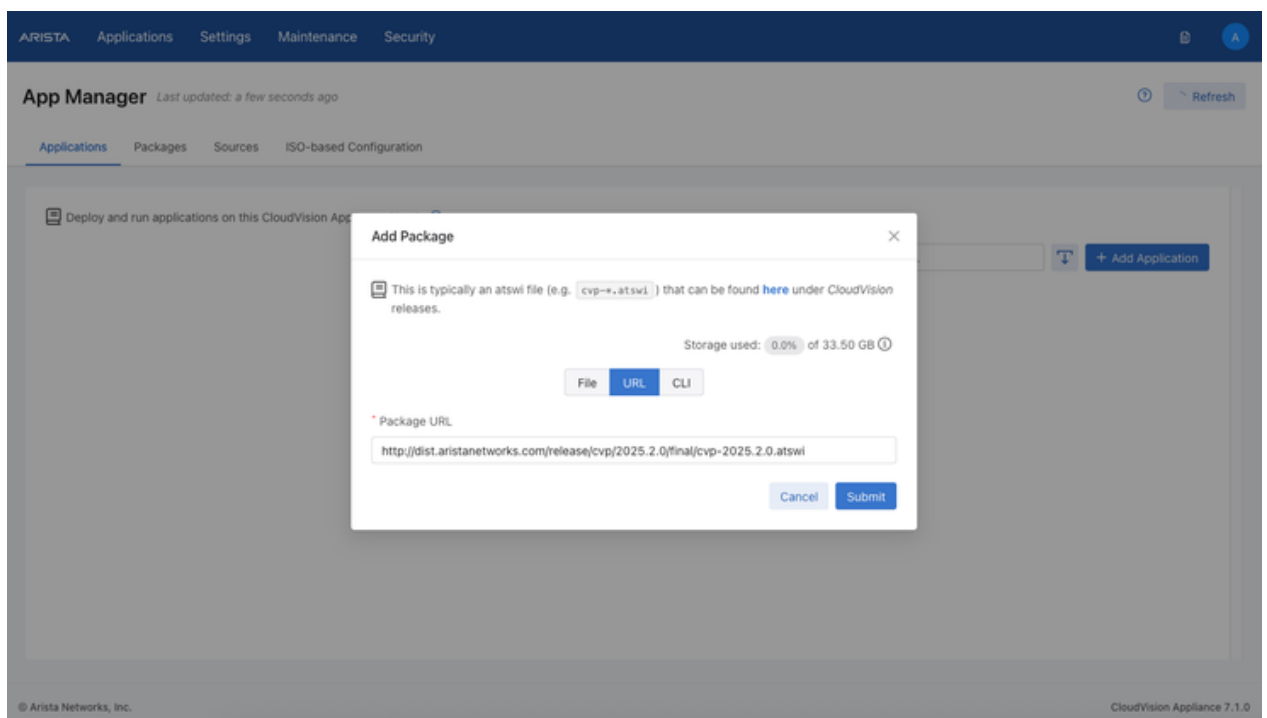 ARISTA Applications Settings Maintenance Security A
App Manager Last updated: a few seconds ago Refresh
Applications Packages Sources ISO-based Configuration
Deploy and run applications on this CloudVision App
Add Package
+ Add Application
This is typically an atswi file (e.g. cvp-*.atswi ) that can be found here under CloudVision
releases.
Storage used: 0.0% of 33.50 GB
File URL CLI
* Package URL
http://dist.aristanetworks.com/release/cvp/2025.2.0/final/cvp-2025.2.0.atswi
Cancel Submit
© Arista Networks, Inc. CloudVision Appliance 7.1.0